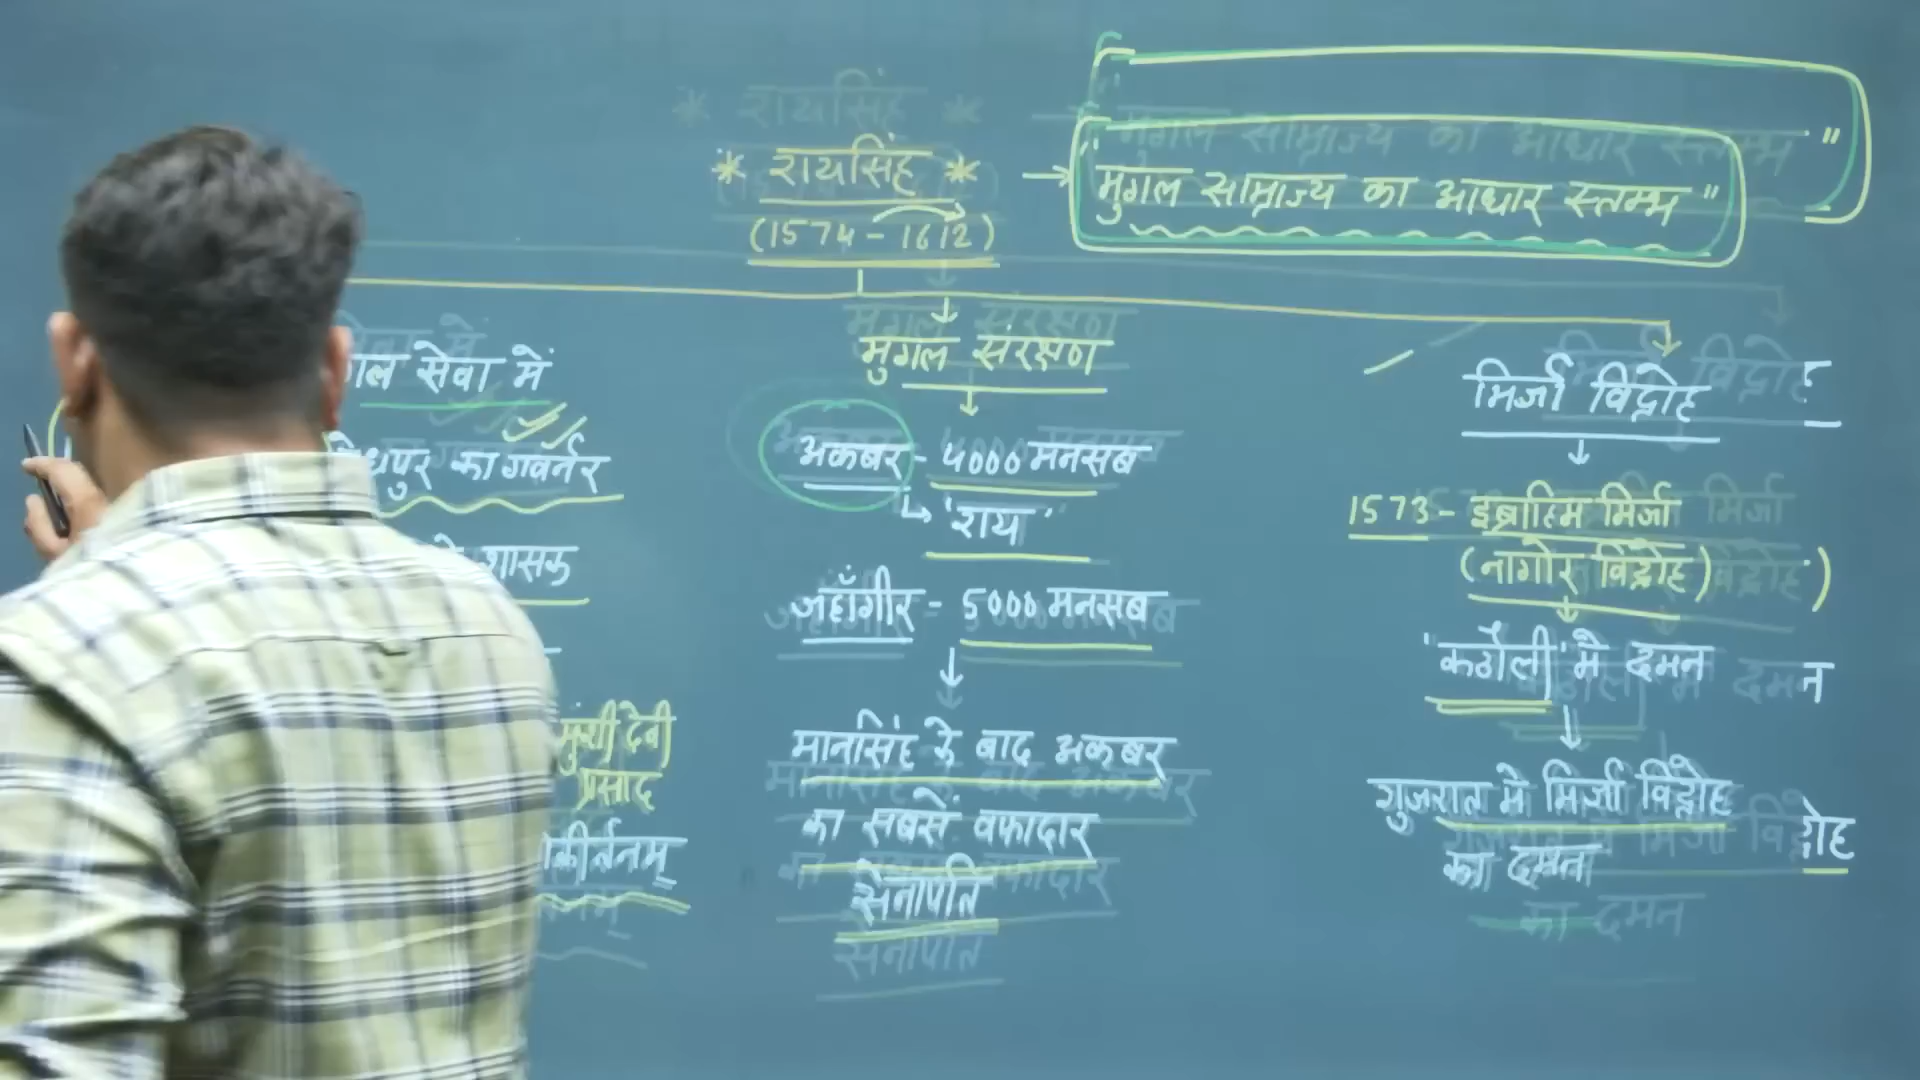 * रायसिंह * → "मुगल साम्राज्य का आधार स्तम्भ"
(1574 - 1612)
सेवा में
का गवर्नर
शासक
मुंशी देवी
प्रसाद
मुगल संरक्षण
अकबर - 4000 मनसब
'राय'
जहाँगीर - 5000 मनसब
मानसिंह के बाद अकबर
का सबसें वफादार
सेनापति
मिर्जा विद्रोह
1573 - इब्राहिम मिर्जा
(नागौर विद्रोह)
'कठौली' में दमन
गुजरात में मिर्जा विद्रोह
का दमन